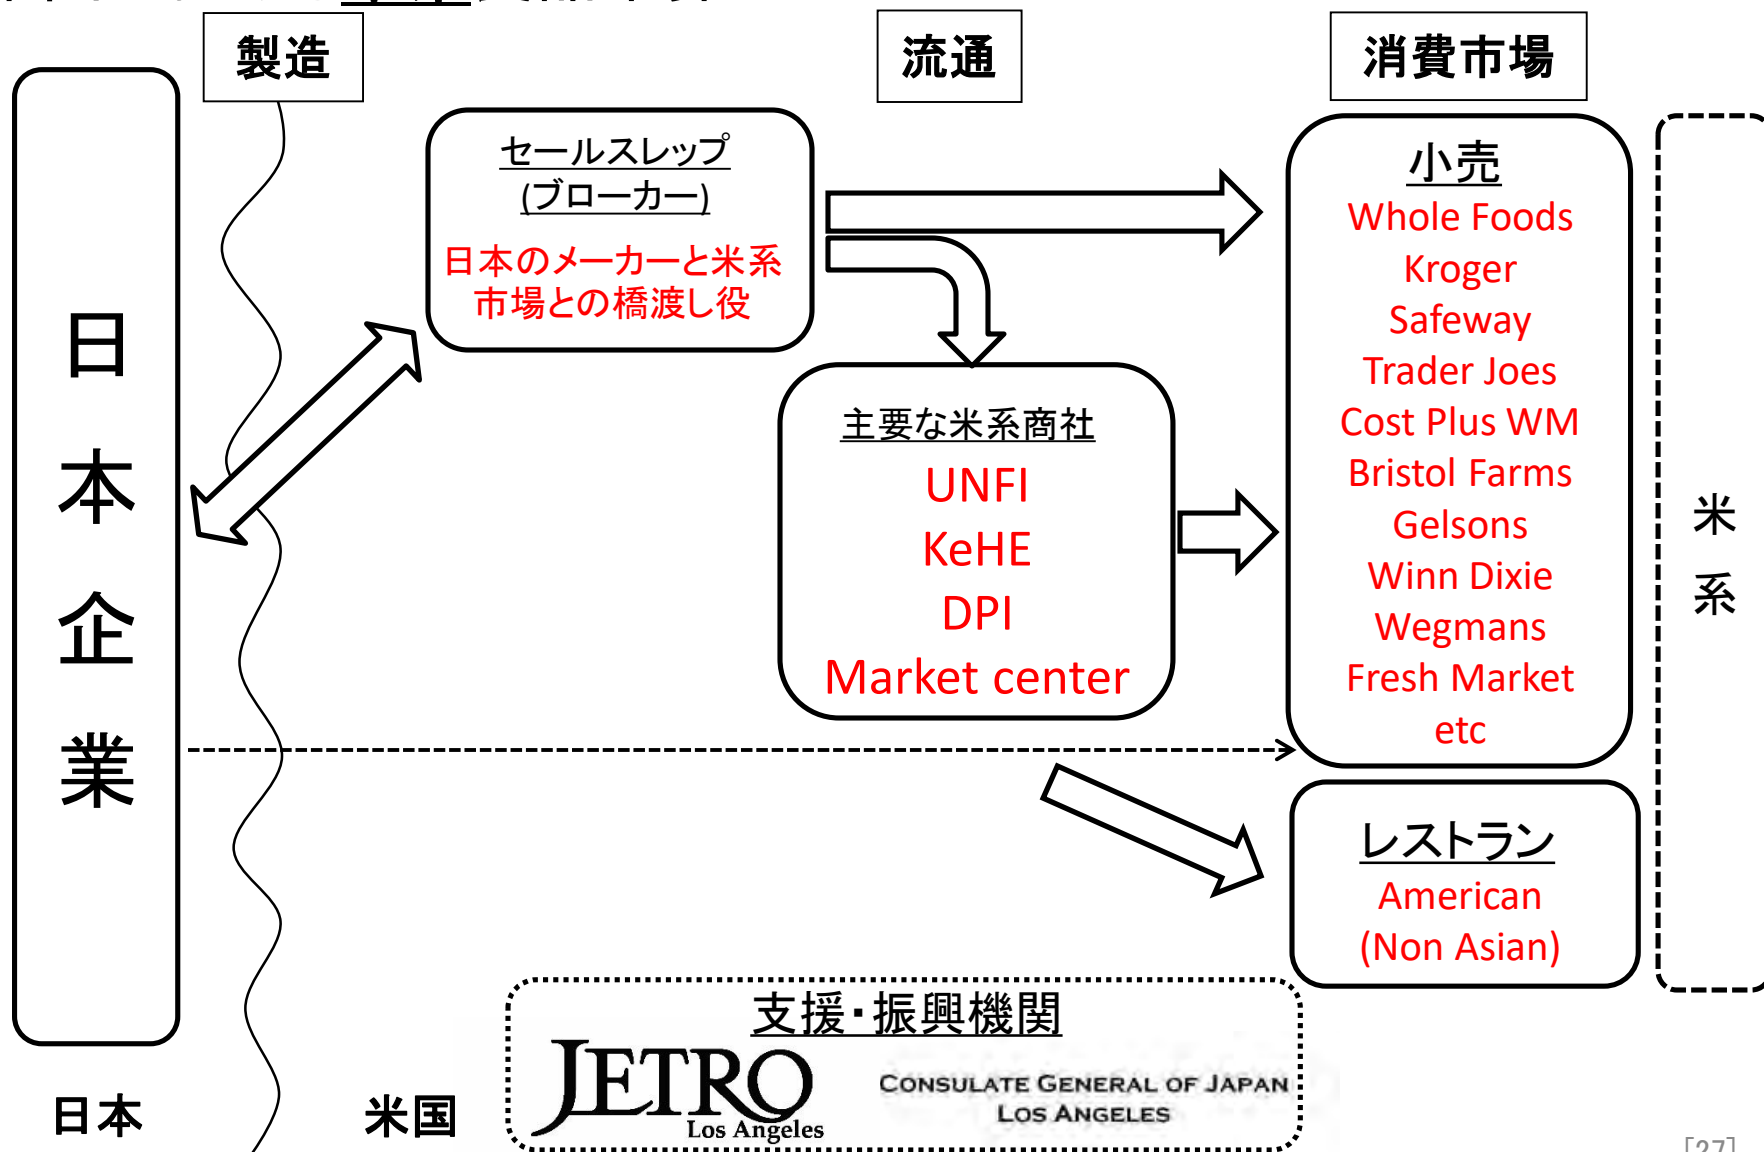 製造
流通
消費市場
日本企業
セールスレップ
(ブローカー)
日本のメーカーと米系
市場との橋渡し役
主要な米系商社
UNFI
KeHE
DPI
Market center
小売
Whole Foods
Kroger
Safeway
Trader Joes
Cost Plus WM
Bristol Farms
Gelsons
Winn Dixie
Wegmans
Fresh Market
etc
レストラン
American
(Non Asian)
米系
支援・振興機関
JETRO
Los Angeles
CONSULATE GENERAL OF JAPAN
LOS ANGELES
日本
米国
[27]